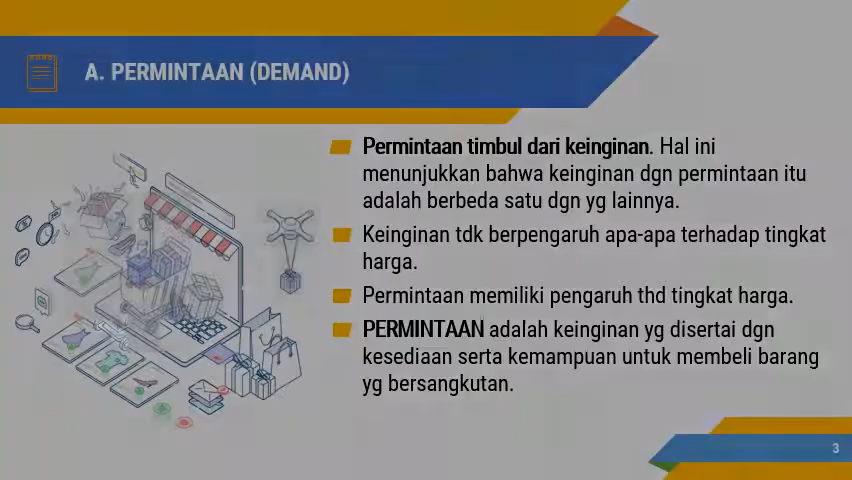 A. PERMINTAAN (DEMAND)
Permintaan timbul dari keinginan. Hal ini
menunjukkan bahwa keinginan dgn permintaan itu
adalah berbeda satu dgn yg lainnya.
Keinginan tdk berpengaruh apa-apa terhadap tingkat
harga.
Permintaan memiliki pengaruh thd tingkat harga.
PERMINTAAN adalah keinginan yg disertai dgn
kesediaan serta kemampuan untuk membeli barang
yg bersangkutan.
3